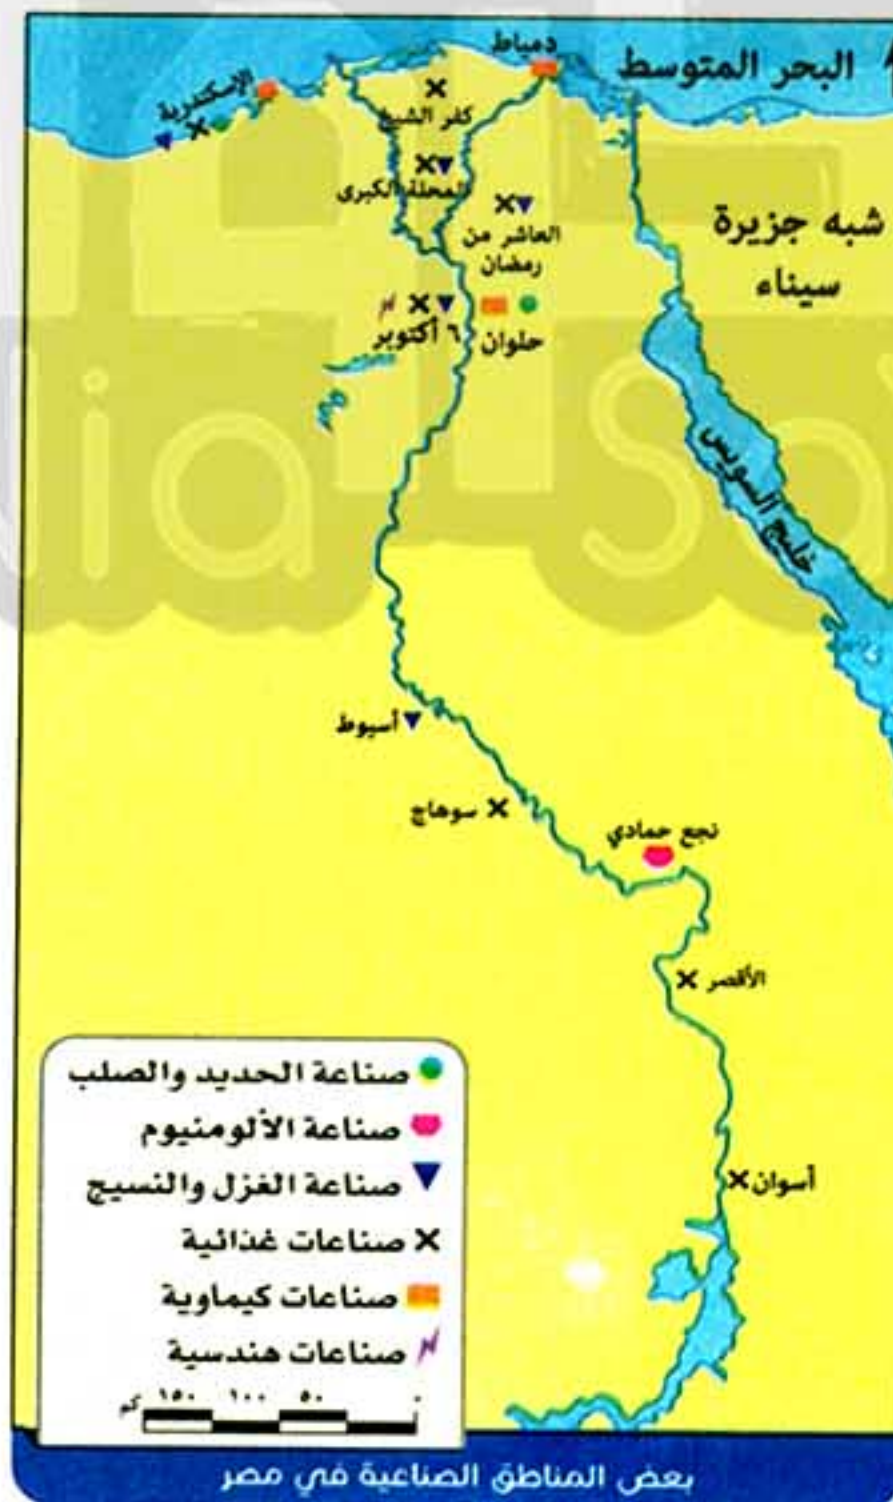 البحر المتوسط
دمياط
الإسكندرية
كفر الشيخ
المحلة الكبرى
العاشر من
رمضان
شبه جزيرة
سيناء
٦ أكتوبر
حلوان
خليج السويس
أسيوط
سوهاج
نجع حمادي
الأقصر
أسوان
صناعة الحديد والصلب
صناعة الألومنيوم
صناعة الغزل والنسيج
صناعات غذائية
صناعات كيماوية
صناعات هندسية
٠ ٥٠ ١٠٠ ١٥٠ كم
بعض المناطق الصناعية في مصر